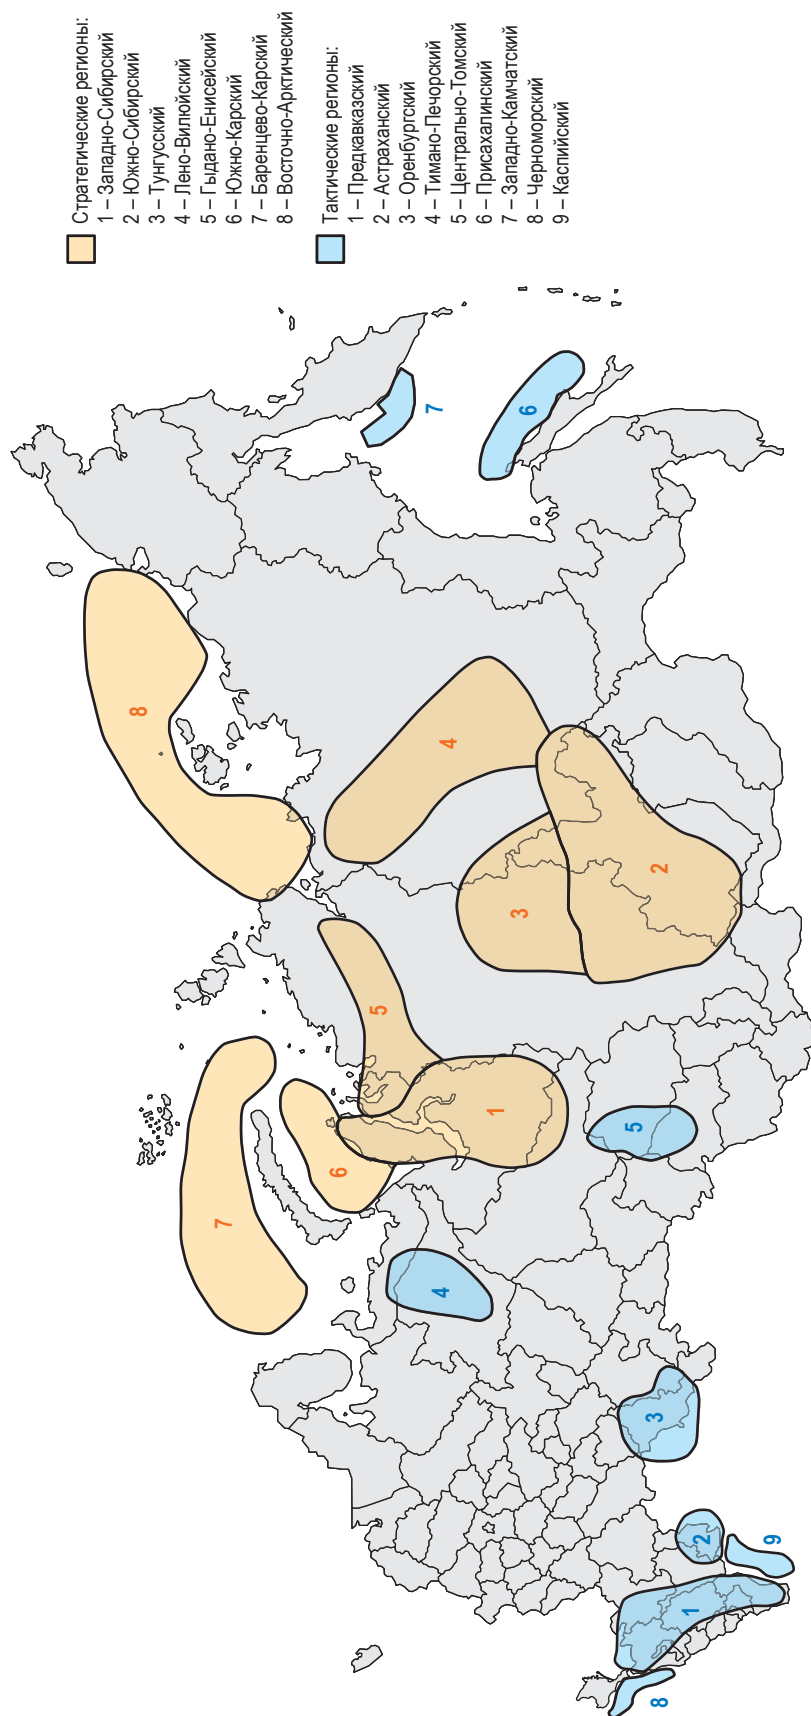 Стратегические регионы:
1 – Западно-Сибирский
2 – Южно-Сибирский
3 – Тунгусский
4 – Лено-Вилюйский
5 – Гыдано-Енисейский
6 – Южно-Карский
7 – Баренцево-Карский
8 – Восточно-Арктический
Тактические регионы:
1 – Предкавказский
2 – Астраханский
3 – Оренбургский
4 – Тимано-Печорский
5 – Центрально-Томский
6 – Присахалинский
7 – Западно-Камчатский
8 – Черноморский
9 – Каспийский
8
7
6
5
4
3
2
1
7
6
5
4
3
2
1
9
8